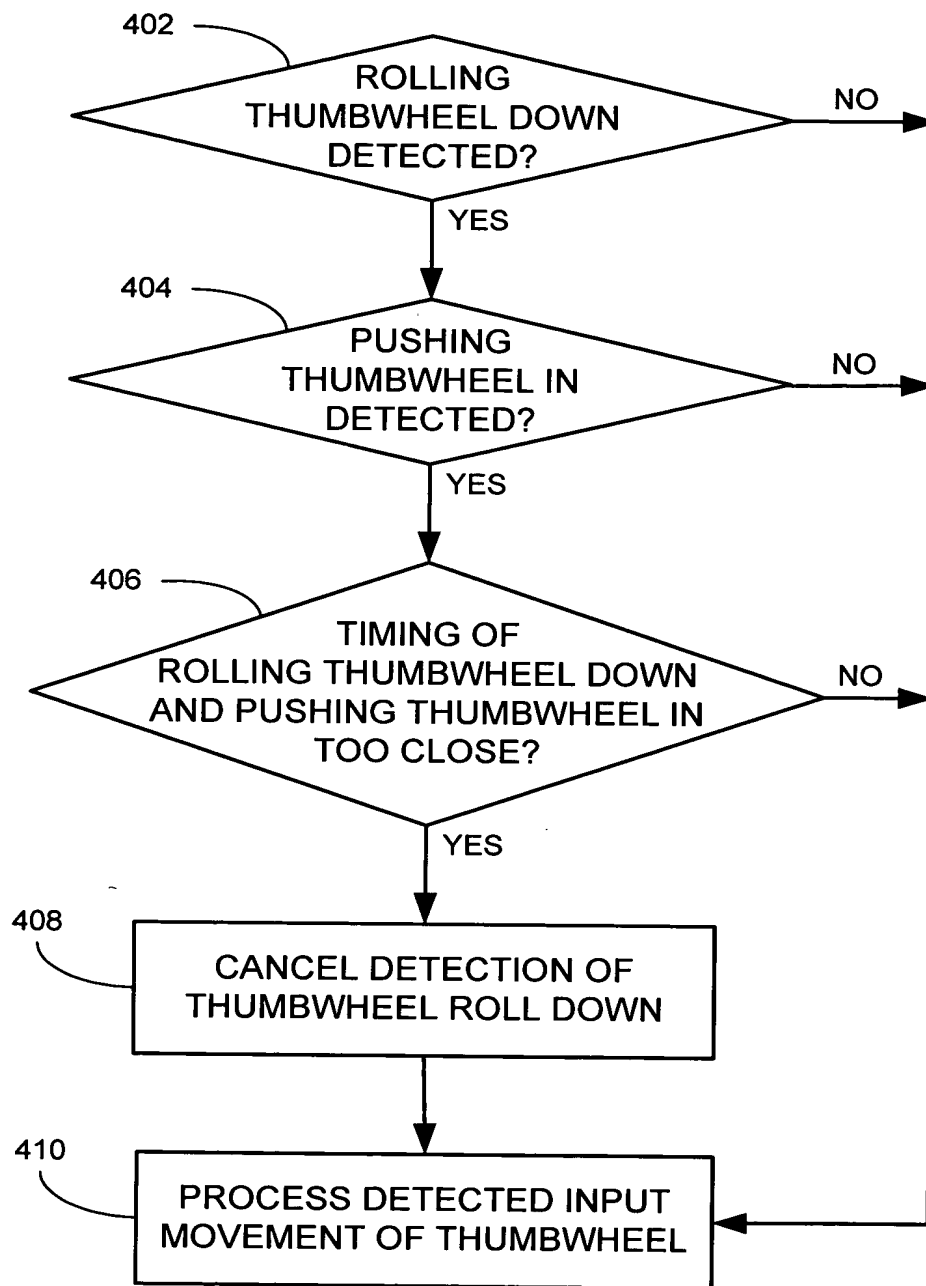 402
ROLLING
THUMBWHEEL DOWN
DETECTED?
NO
YES
404
PUSHING
THUMBWHEEL IN
DETECTED?
NO
YES
406
TIMING OF
ROLLING THUMBWHEEL DOWN
AND PUSHING THUMBWHEEL IN
TOO CLOSE?
NO
YES
408
CANCEL DETECTION OF
THUMBWHEEL ROLL DOWN
410
PROCESS DETECTED INPUT
MOVEMENT OF THUMBWHEEL